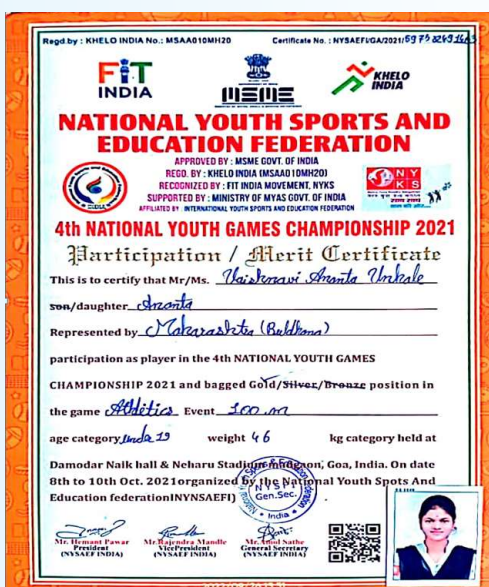 Regd.by : KHELO INDIA No.: MSAA010MH20 Certificate No. : NYSAEFI/GA/2021/
FiT
INDIA
MSME
KHELO
INDIA
NATIONAL YOUTH SPORTS AND
EDUCATION FEDERATION
APPROVED BY : MSME GOVT. OF INDIA
REGD. BY : KHELO INDIA (MSAA010MH20)
RECOGNIZED BY : FIT INDIA MOVEMENT, NYKS
SUPPORTED BY : MINISTRY OF MYAS GOVT. OF INDIA
AFFILIATED BY : INTERNATIONAL YOUTH SPORTS AND EDUCATION FEDERATION
N Y
K S
4th NATIONAL YOUTH GAMES CHAMPIONSHIP 2021
Participation / Merit Certificate
This is to certify that Mr/Ms. Vaishnavi Ananta Unhale
son/daughter Ananta
Represented by Maharashtra (Buldhana)
participation as player in the 4th NATIONAL YOUTH GAMES
CHAMPIONSHIP 2021 and bagged Gold/Silver/Bronze position in
the game Athletics Event 100 m
age category under 19 weight 46 kg category held at
Damodar Naik hall & Neharu Stadium Goa, India. On date
8th to 10th Oct. 2021organized by the National Youth Spots And
Education federationINYNSAEFI)
Gen.Sec.
India
Mr. Hemant Pawar
President
(NYSAEF INDIA)
Mr.Rajendra Mandle
VicePresident
(NYSAEF INDIA)
Mr. Amol Sathe
General Secretary
(NYSAEF INDIA)